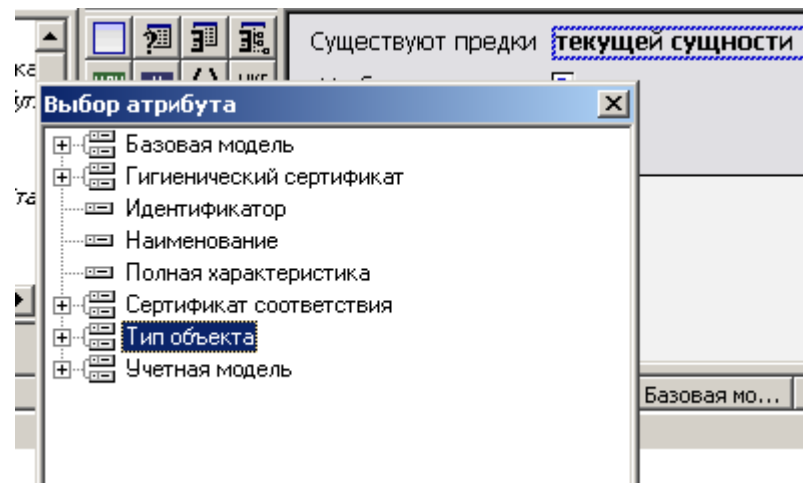 Существуют предки текущей сущности
Выбор атрибута
Базовая модель
Гигиенический сертификат
Идентификатор
Наименование
Полная характеристика
Сертификат соответствия
Тип объекта
Учетная модель
Базовая мо...